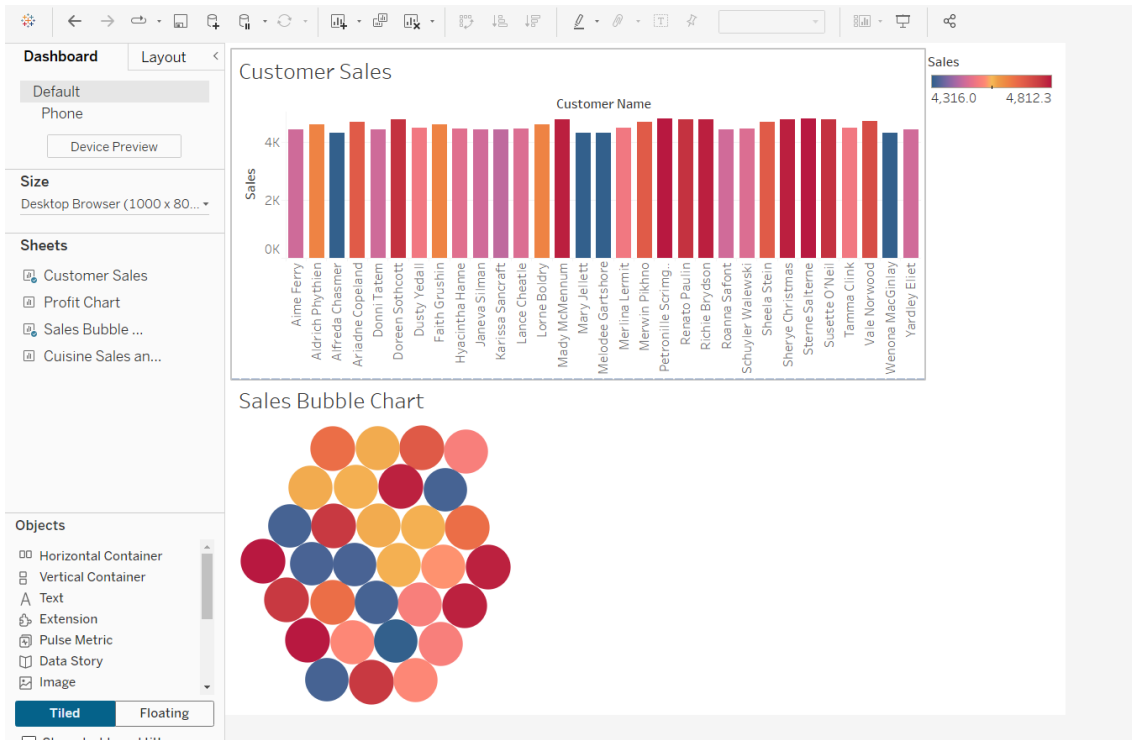 Dashboard
Layout
Default
Phone
Device Preview
Size
Desktop Browser (1000 x 80...
Sheets
Customer Sales
Profit Chart
Sales Bubble ...
Cuisine Sales an...
Objects
Horizontal Container
Vertical Container
A Text
Extension
Pulse Metric
Data Story
Image
Tiled
Floating
Customer Sales
Customer Name
Sales
4K
2K
0K
Aime Ferry
Aldrich Phythien
Alfreda Chasmer
Ariadne Copeland
Donni Tatem
Doreen Sothcott
Dusty Yedall
Faith Grushin
Hyacintha Hanne
Janeva Silman
Karissa Sancraft
Lance Cheatle
Lorne Boldry
Mady McMennum
Mary Jellett
Melodee Gartshore
Merlina Lermit
Merwin Pikhno
Petronille Scrimg..
Renato Paulin
Richie Brydson
Roanna Safont
Schuyler Walewski
Sheela Stein
Sherye Christmas
Sterne Salterne
Susette O'Neil
Tamma Clink
Vale Norwood
Wenona MacGinlay
Yardley Eliet
Sales
4,316.0 4,812.3
Sales Bubble Chart